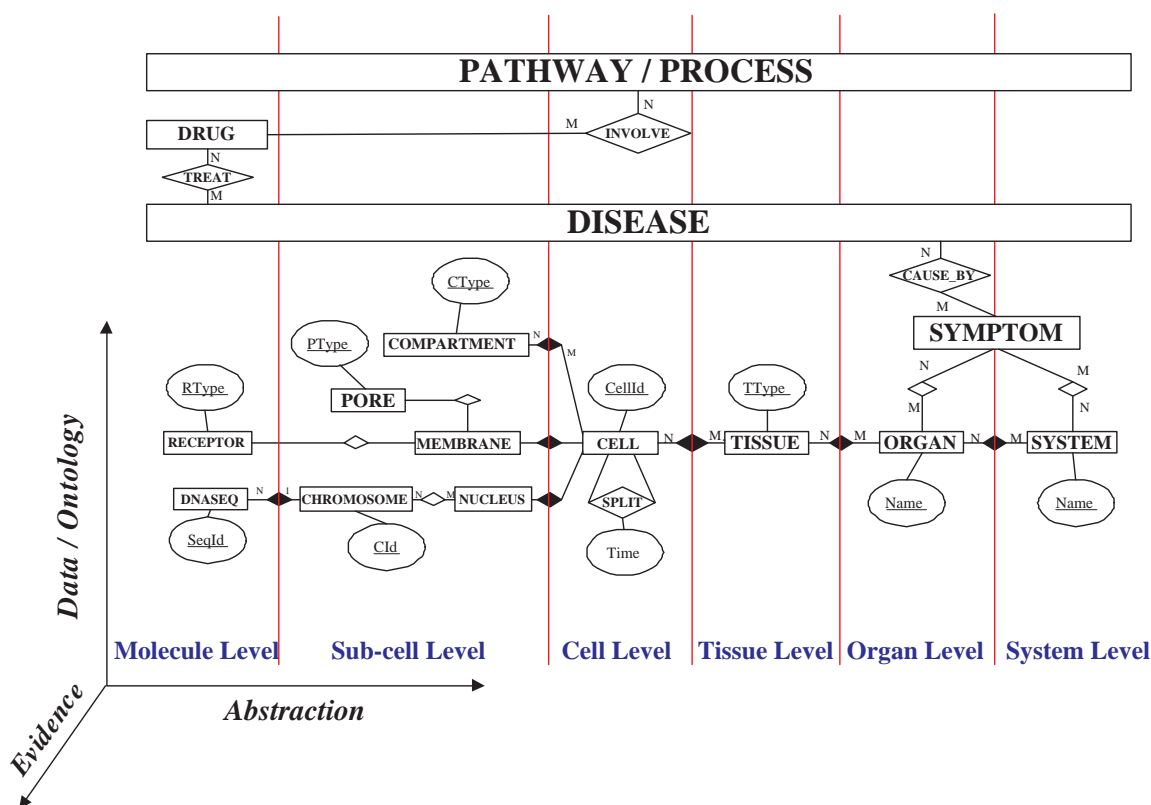 PATHWAY / PROCESS
N
DRUG
M
INVOLVE
N
TREAT
M
DISEASE
N
CAUSE_BY
M
CType
SYMPTOM
COMPARTMENT
N
M
PType
N
M
RType
PORE
CellId
TType
M
N
RECEPTOR
MEMBRANE
CELL
N
M,
TISSUE
N
M
ORGAN
N
M
SYSTEM
DNASEQ
N
1
CHROMOSOME
N
M
NUCLEUS
SPLIT
Name
Name
SeqId
CId
Time
Data / Ontology
Molecule Level
Sub-cell Level
Cell Level
Tissue Level
Organ Level
System Level
Abstraction
Evidence